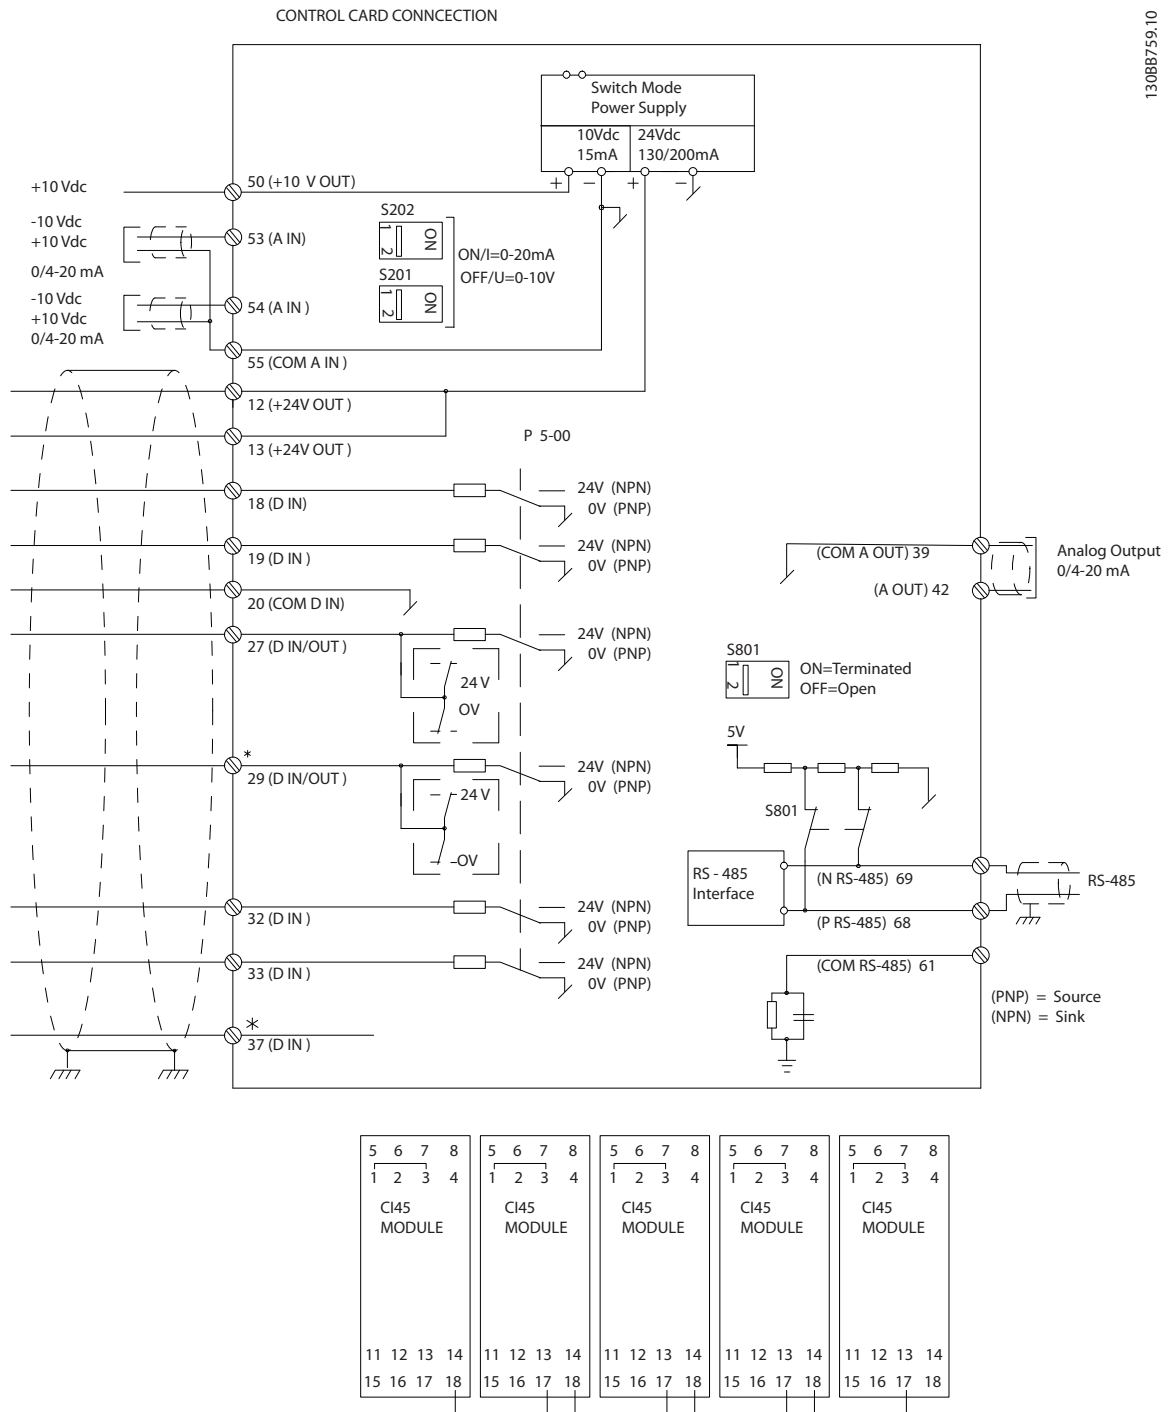 CONTROL CARD CONNCECTION
130BB759.10
Switch Mode
Power Supply
10Vdc
15mA
24Vdc
130/200mA
+ − + −
+10 Vdc
50 (+10 V OUT)
-10 Vdc
+10 Vdc
0/4-20 mA
53 (A IN)
S202
1 2 ON
ON/I=0-20mA
OFF/U=0-10V
S201
1 2 ON
-10 Vdc
+10 Vdc
0/4-20 mA
54 (A IN )
55 (COM A IN )
12 (+24V OUT )
13 (+24V OUT )
P 5-00
18 (D IN)
24V (NPN)
0V (PNP)
19 (D IN )
24V (NPN)
0V (PNP)
20 (COM D IN)
27 (D IN/OUT )
24V (NPN)
0V (PNP)
24 V
OV
*
29 (D IN/OUT )
24V (NPN)
0V (PNP)
24 V
OV
32 (D IN )
24V (NPN)
0V (PNP)
33 (D IN )
24V (NPN)
0V (PNP)
*
37 (D IN )
(COM A OUT) 39
(A OUT) 42
Analog Output
0/4-20 mA
S801
1 2 ON
ON=Terminated
OFF=Open
5V
S801
RS - 485
Interface
(N RS-485) 69
(P RS-485) 68
RS-485
(COM RS-485) 61
(PNP) = Source
(NPN) = Sink
5 6 7 8
1 2 3 4
CI45
MODULE
11 12 13 14
15 16 17 18
5 6 7 8
1 2 3 4
CI45
MODULE
11 12 13 14
15 16 17 18
5 6 7 8
1 2 3 4
CI45
MODULE
11 12 13 14
15 16 17 18
5 6 7 8
1 2 3 4
CI45
MODULE
11 12 13 14
15 16 17 18
5 6 7 8
1 2 3 4
CI45
MODULE
11 12 13 14
15 16 17 18